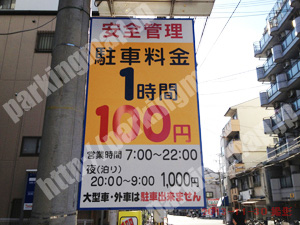 安全管理
駐車料金
1時間
100円
営業時間 7:00〜22:00
夜(泊り)
20:00〜9:00 1,000円
大型車・外車は駐車出来ません